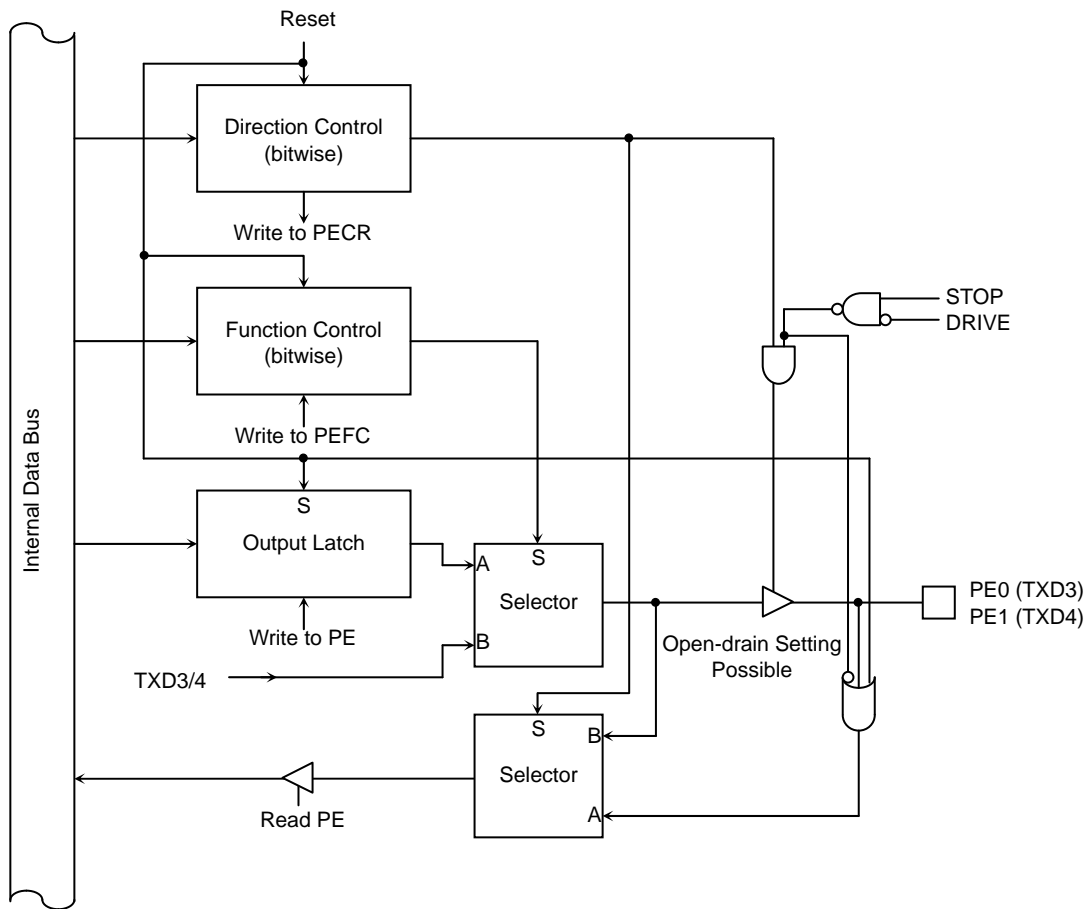 Reset
Direction Control
(bitwise)
Write to PECR
STOP
DRIVE
Function Control
(bitwise)
Write to PEFC
Internal Data Bus
S
Output Latch
A
S
Selector
B
Write to PE
TXD3/4
PE0 (TXD3)
PE1 (TXD4)
Open-drain Setting
Possible
S
B
Selector
A
Read PE